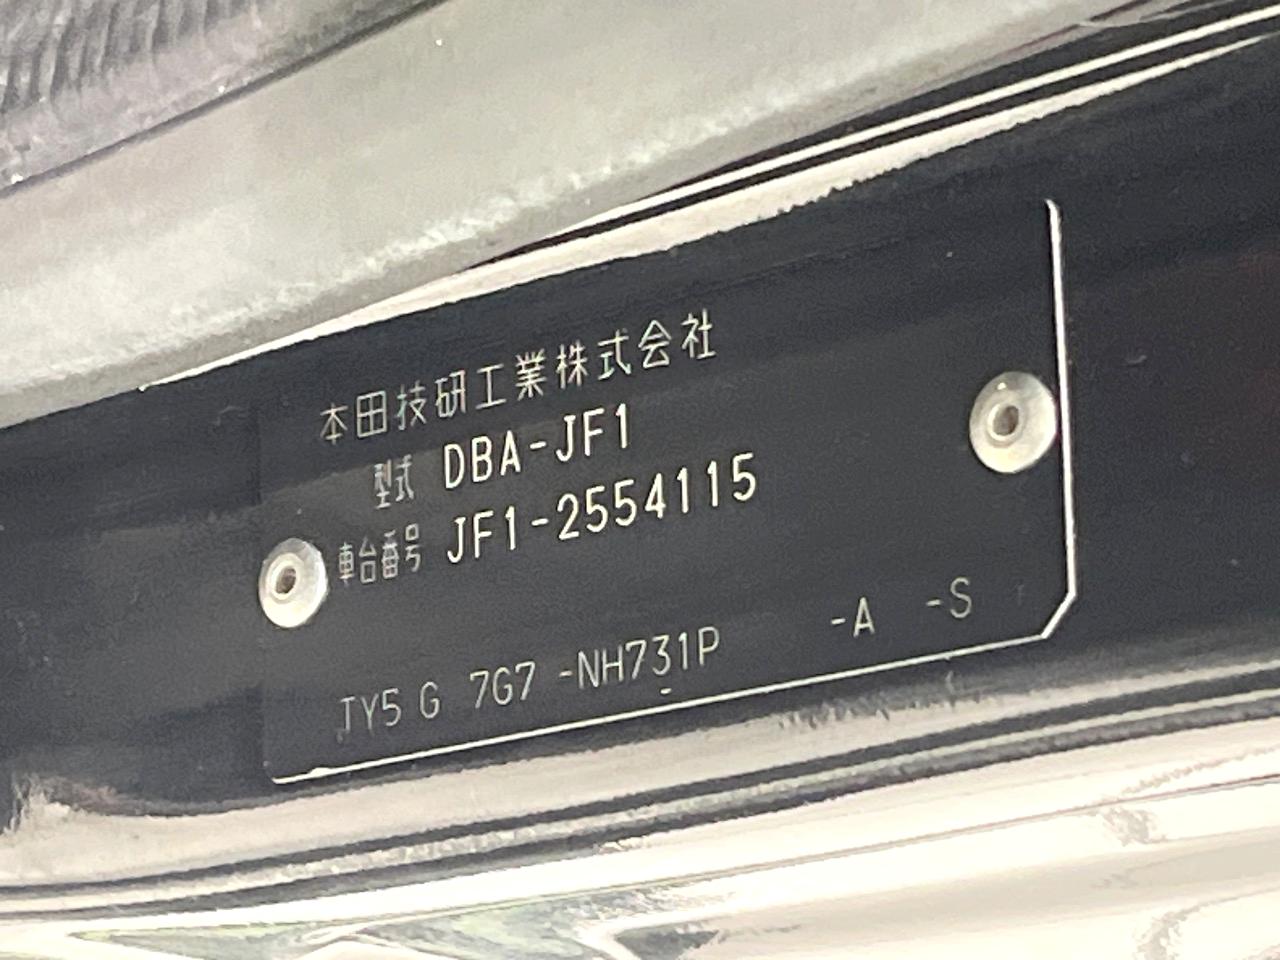 本田技研工業株式会社
型式 DBA-JF1
車台番号 JF1-2554115
JY5 G 7G7 -NH731P -A -S